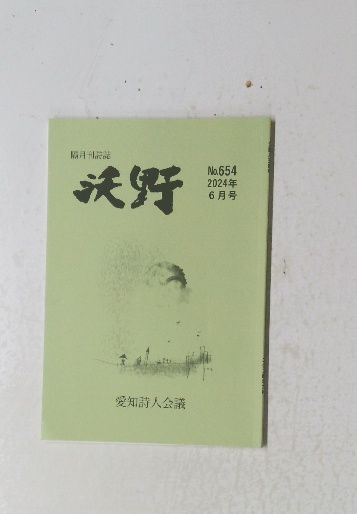 隔月刊詩誌
沃野
No.654
2024年
6月号
愛知詩人会議